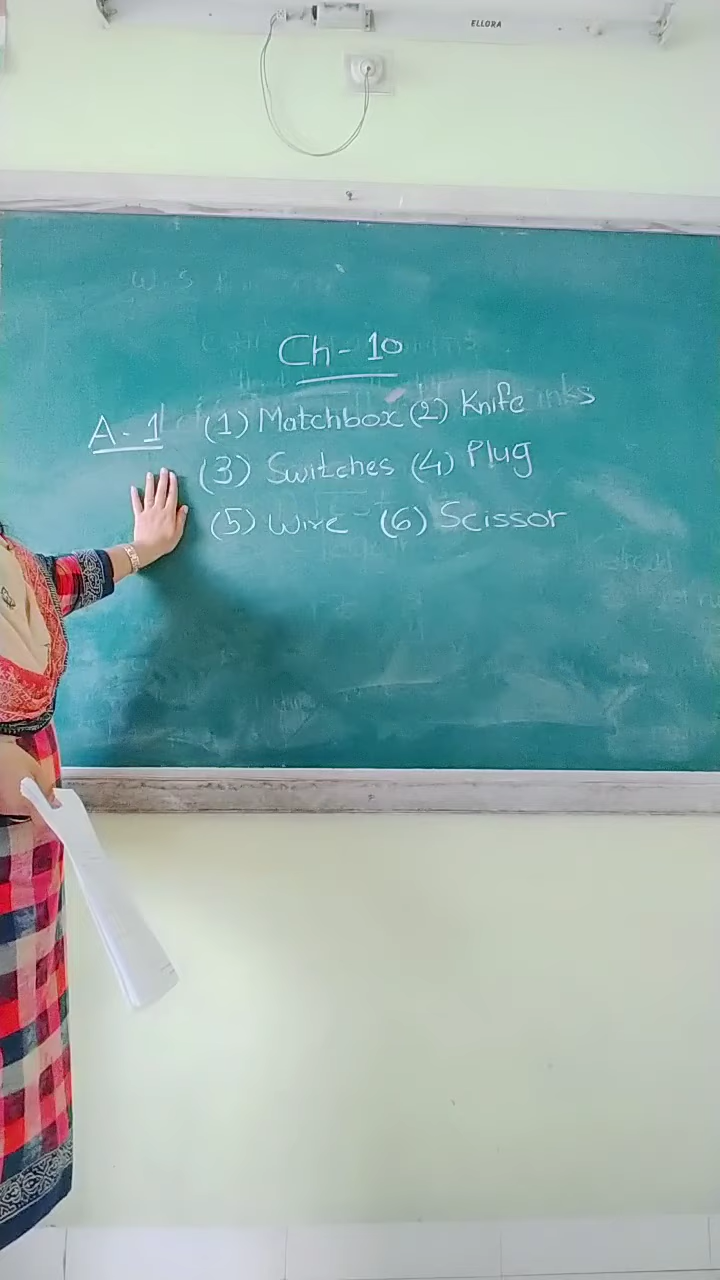 ELLORA
Ch - 10
A - 1 (1) Matchbox (2) Knife
(3) Switches (4) Plug
(5) Wire (6) Scissor